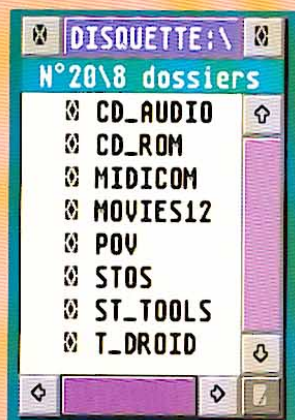 DISQUETTE:\
N°20\8 dossiers
CD_AUDIO
CD_ROM
MIDICOM
MOVIES12
POV
STOS
ST_TOOLS
T_DROID